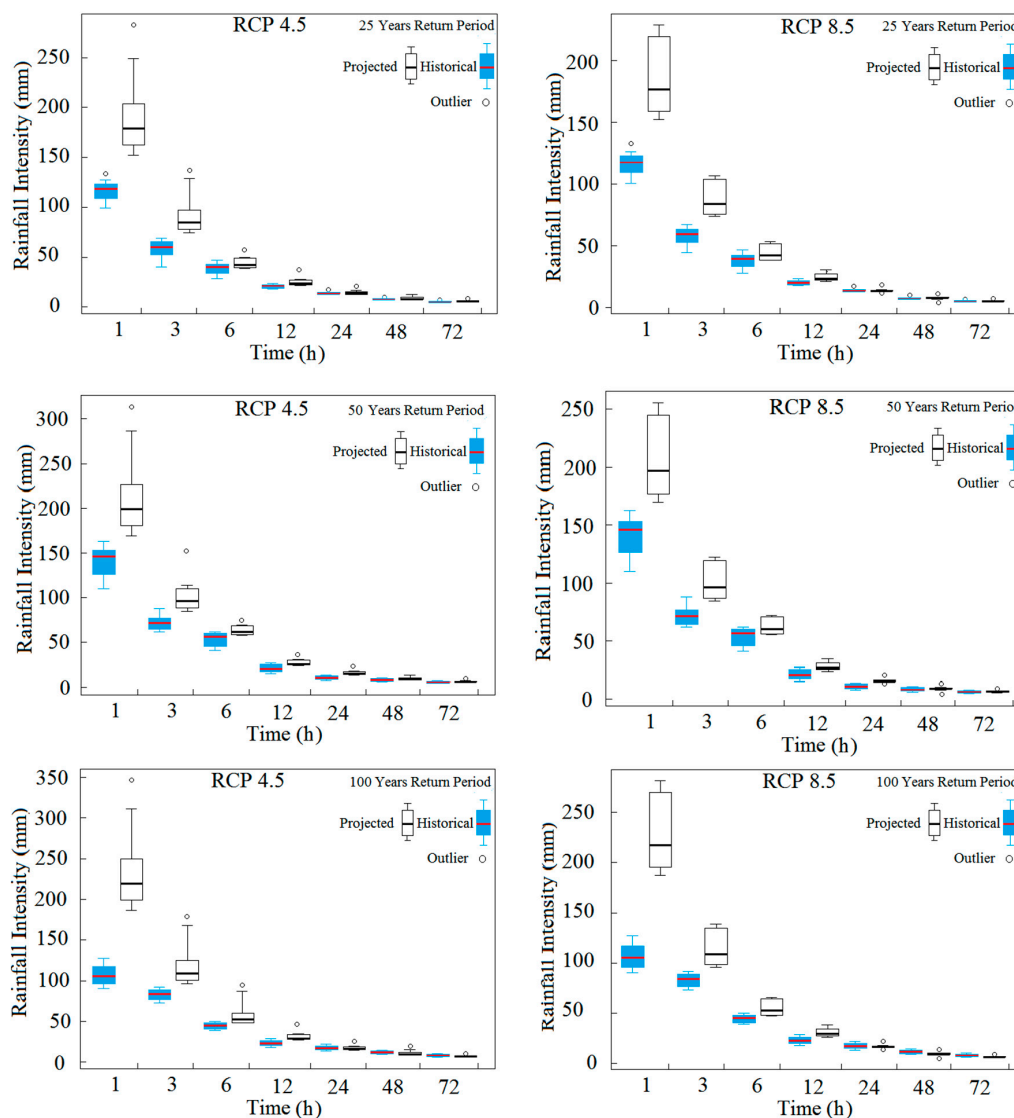 RCP 4.5
25 Years Return Period
Projected
Historical
Outlier
Rainfall Intensity (mm)
250
200
150
100
50
0
1 3 6 12 24 48 72
Time (h)
RCP 8.5
25 Years Return Period
Projected
Historical
Outlier
Rainfall Intensity (mm)
200
150
100
50
0
1 3 6 12 24 48 72
Time (h)
RCP 4.5
50 Years Return Period
Projected
Historical
Outlier
Rainfall Intensity (mm)
300
250
200
150
100
50
0
1 3 6 12 24 48 72
Time (h)
RCP 8.5
50 Years Return Period
Projected
Historical
Outlier
Rainfall Intensity (mm)
250
200
150
100
50
0
1 3 6 12 24 48 72
Time (h)
RCP 4.5
100 Years Return Period
Projected
Historical
Outlier
Rainfall Intensity (mm)
350
300
250
200
150
100
50
0
1 3 6 12 24 48 72
Time (h)
RCP 8.5
100 Years Return Period
Projected
Historical
Outlier
Rainfall Intensity (mm)
250
200
150
100
50
0
1 3 6 12 24 48 72
Time (h)